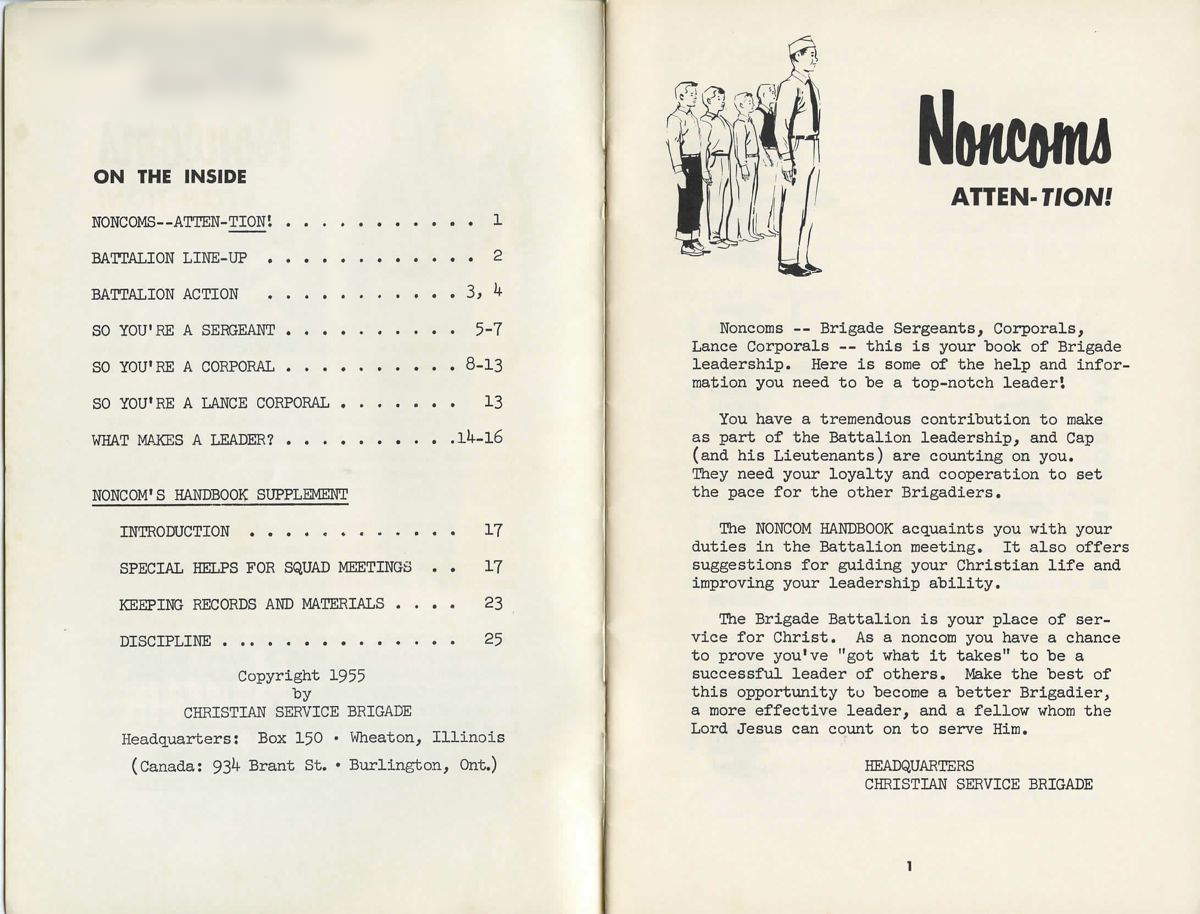 ON THE INSIDE
NONCOMS--ATTEN-TION! . . . . . . . . . . . 1
BATTALION LINE-UP . . . . . . . . . . . . 2
BATTALION ACTION . . . . . . . . . . . 3, 4
SO YOU'RE A SERGEANT . . . . . . . . . . 5-7
SO YOU'RE A CORPORAL . . . . . . . . . . 8-13
SO YOU'RE A LANCE CORPORAL . . . . . . . 13
WHAT MAKES A LEADER? . . . . . . . . . .14-16
NONCOM'S HANDBOOK SUPPLEMENT
INTRODUCTION . . . . . . . . . . . . 17
SPECIAL HELPS FOR SQUAD MEETINGS . . 17
KEEPING RECORDS AND MATERIALS . . . . 23
DISCIPLINE . .. . . . . . . . . . . . 25
Copyright 1955
by
CHRISTIAN SERVICE BRIGADE
Headquarters: Box 150 • Wheaton, Illinois
(Canada: 934 Brant St. • Burlington, Ont.)
Noncoms
ATTEN-TION!
Noncoms -- Brigade Sergeants, Corporals,
Lance Corporals -- this is your book of Brigade
leadership. Here is some of the help and infor-
mation you need to be a top-notch leader!
You have a tremendous contribution to make
as part of the Battalion leadership, and Cap
(and his Lieutenants) are counting on you.
They need your loyalty and cooperation to set
the pace for the other Brigadiers.
The NONCOM HANDBOOK acquaints you with your
duties in the Battalion meeting. It also offers
suggestions for guiding your Christian life and
improving your leadership ability.
The Brigade Battalion is your place of ser-
vice for Christ. As a noncom you have a chance
to prove you've "got what it takes" to be a
successful leader of others. Make the best of
this opportunity to become a better Brigadier,
a more effective leader, and a fellow whom the
Lord Jesus can count on to serve Him.
HEADQUARTERS
CHRISTIAN SERVICE BRIGADE
1